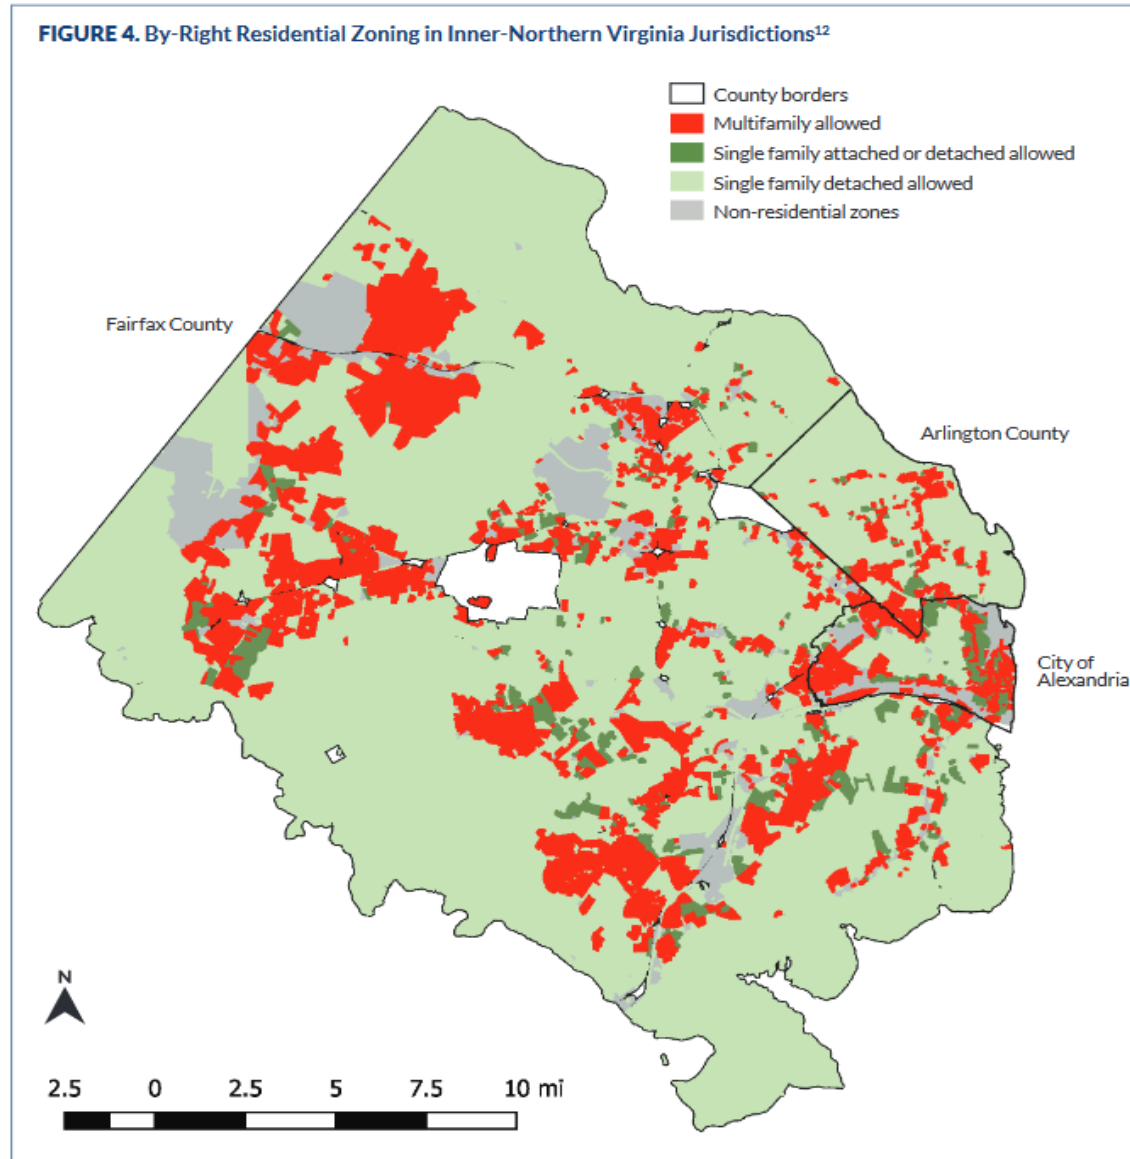 FIGURE 4. By-Right Residential Zoning in Inner-Northern Virginia Jurisdictions¹²
County borders
Multifamily allowed
Single family attached or detached allowed
Single family detached allowed
Non-residential zones
Fairfax County
Arlington County
City of
Alexandria
N
2.5 0 2.5 5 7.5 10 mi